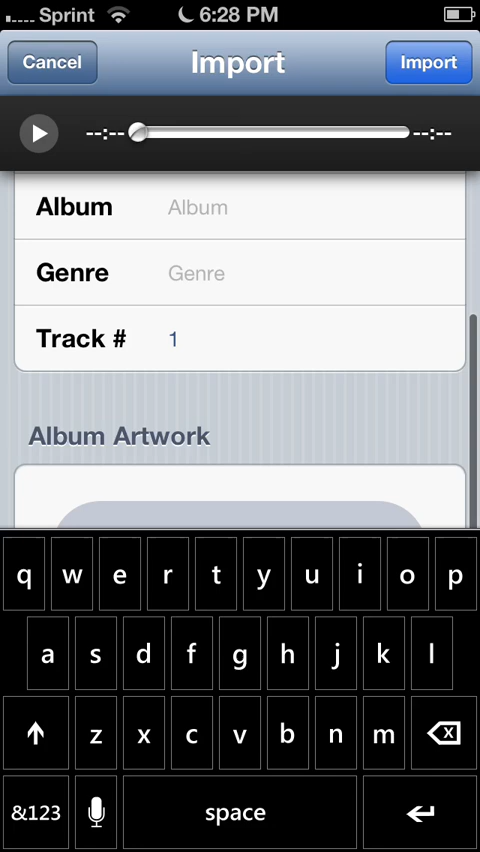 Sprint 6:28 PM
Cancel Import Import
--:-- --:--
Album Album
Genre Genre
Track # 1
Album Artwork
q w e r t y u i o p
a s d f g h j k l
z x c v b n m x
&123 space